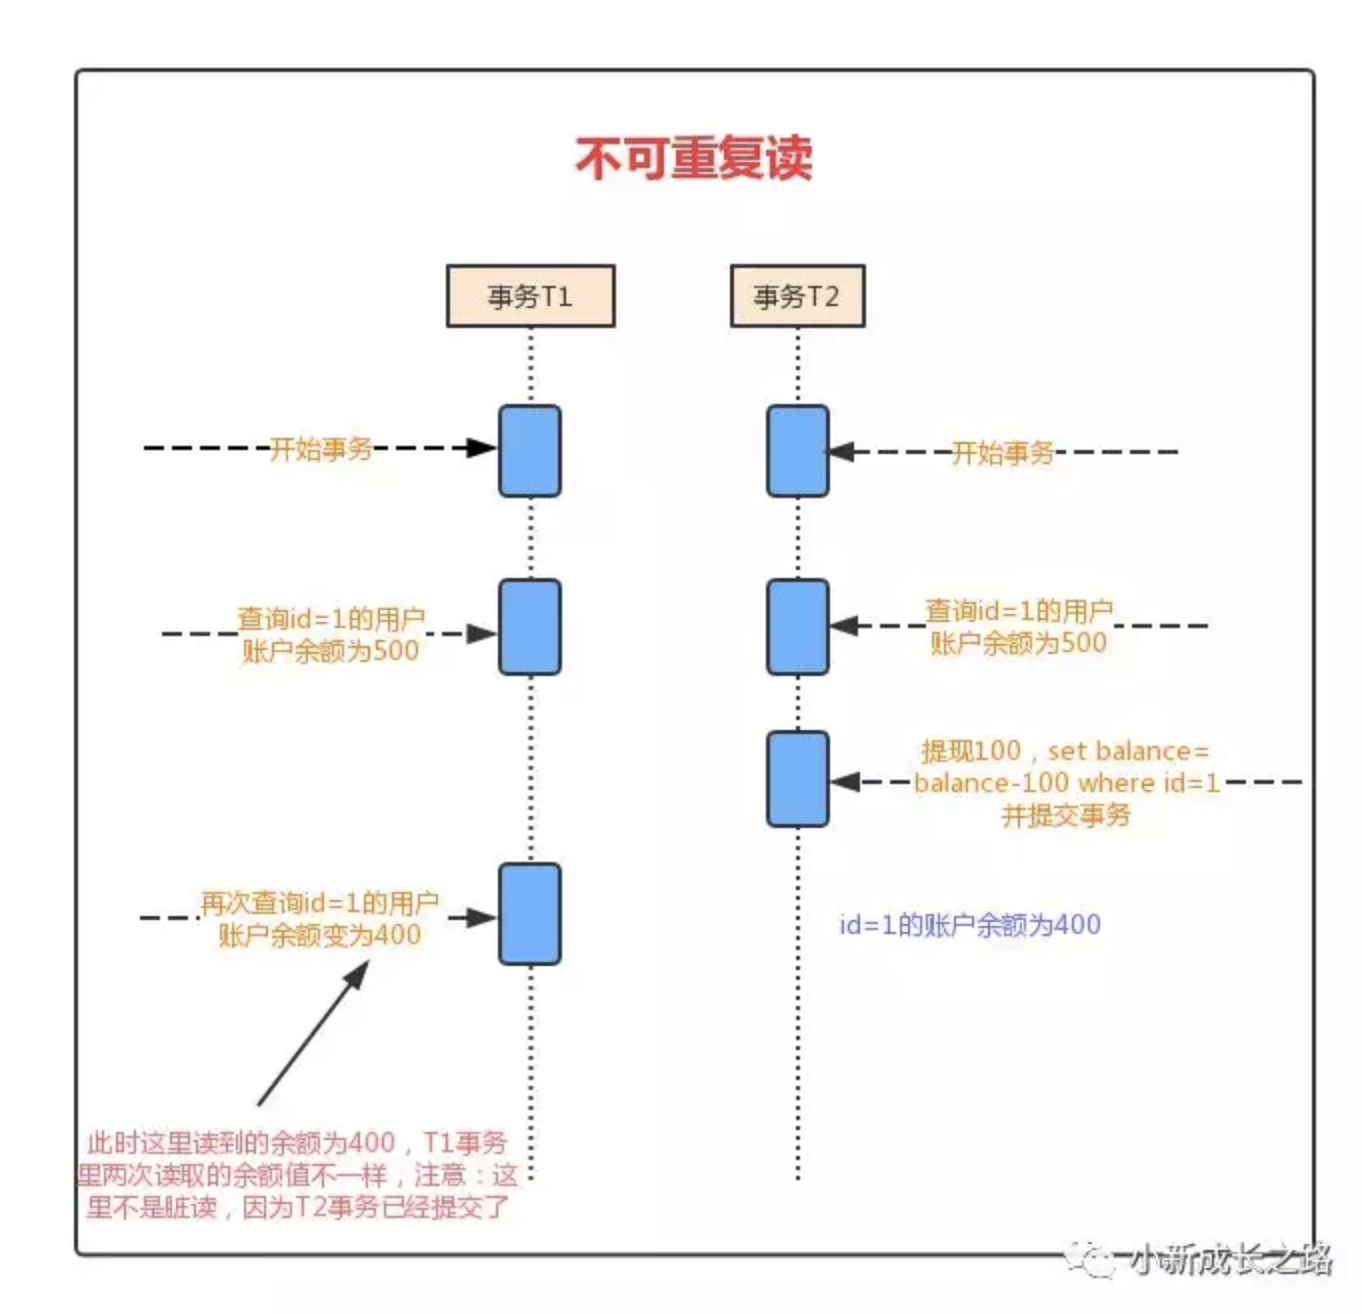 不可重复读
事务T1
事务T2
开始事务
开始事务
查询id=1的用户
账户余额为500
查询id=1的用户
账户余额为500
提现100，set balance=
balance-100 where id=1
并提交事务
再次查询id=1的用户
账户余额变为400
id=1的账户余额为400
此时这里读到的余额为400，T1事务
里两次读取的余额值不一样，注意：这
里不是脏读，因为T2事务已经提交了
小新成长之路